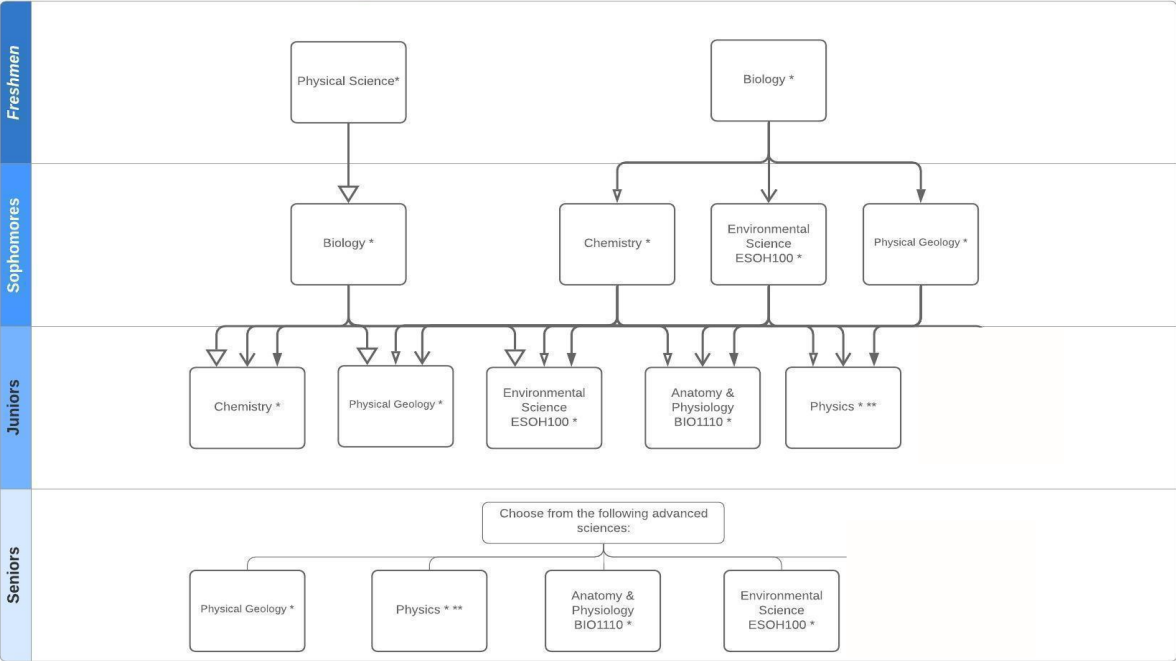 Freshmen
Physical Science*
Biology *
Sophomores
Biology *
Chemistry *
Environmental
Science
ESOH100 *
Physical Geology *
Juniors
Chemistry *
Physical Geology *
Environmental
Science
ESOH100 *
Anatomy &
Physiology
BIO1110 *
Physics * **
Seniors
Choose from the following advanced
sciences:
Physical Geology *
Physics * **
Anatomy &
Physiology
BIO1110 *
Environmental
Science
ESOH100 *